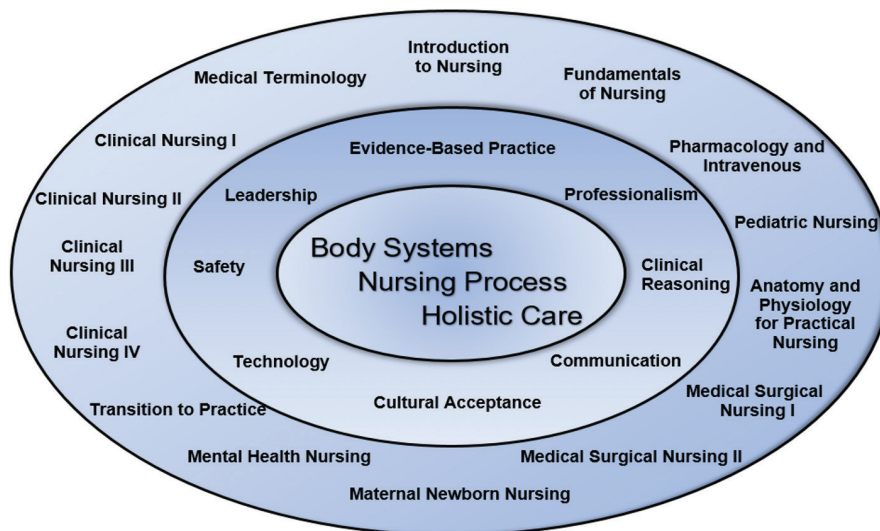 Introduction
to Nursing
Medical Terminology
Fundamentals
of Nursing
Clinical Nursing I
Pharmacology and
Intravenous
Clinical Nursing II
Pediatric Nursing
Clinical
Nursing III
Anatomy and
Physiology
for Practical
Nursing
Clinical
Nursing IV
Medical Surgical
Nursing I
Transition to Practice
Mental Health Nursing
Medical Surgical Nursing II
Maternal Newborn Nursing
Evidence-Based Practice
Leadership
Professionalism
Safety
Clinical
Reasoning
Technology
Communication
Cultural Acceptance
Body Systems
Nursing Process
Holistic Care